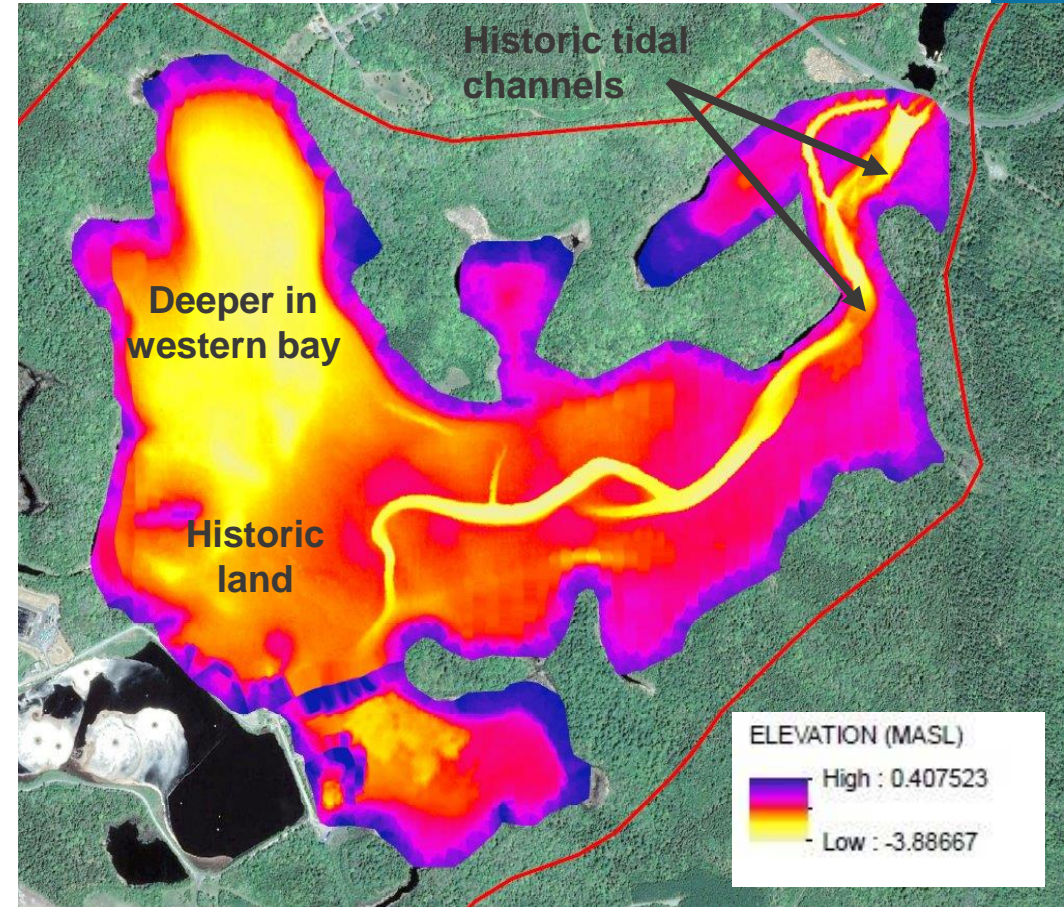 Historic tidal
channels
Deeper in
western bay
Historic
land
ELEVATION (MASL)
High : 0.407523
Low : -3.88667